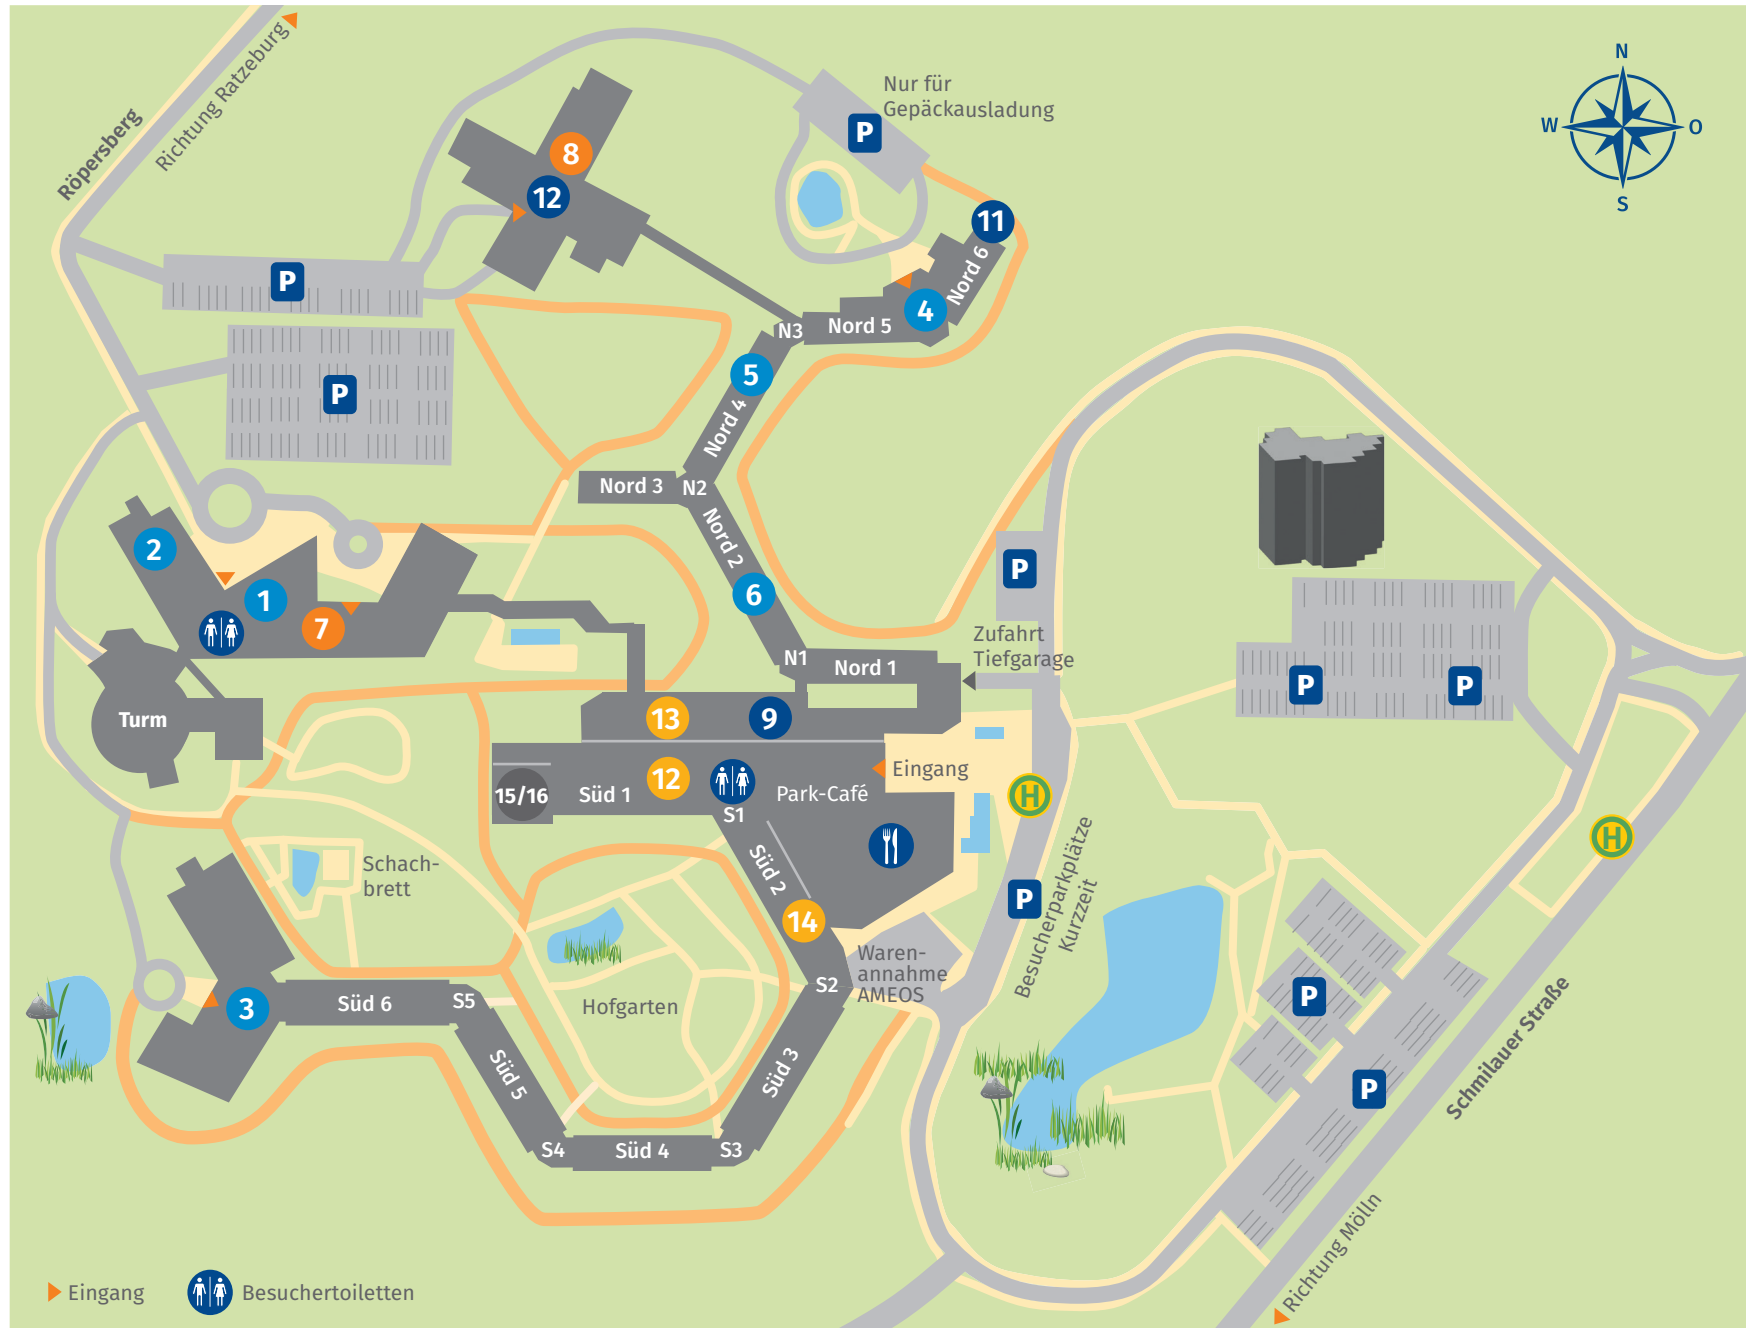 Richtung Ratzeburg
Röpersberg
Nur für
Gepäckausladung
P
N
W
O
S
8
12
11
P
Nord 6
4
N3
Nord 5
5
P
Nord 4
Nord 3
N2
Nord 2
2
1
7
6
P
Zufahrt
Tiefgarage
N1
Nord 1
P
P
Turm
13
9
Eingang
12
15/16
Süd 1
Park-Café
S1
H
H
Süd 2
Schach-
brett
14
P
Besucherparkplätze
Kurzzeit
Waren-
annahme
AMEOS
S2
Hofgarten
3
Süd 6
S5
P
Süd 5
Süd 3
P
Schmilauer Straße
S4
Süd 4
S3
Richtung Mölln
Eingang
Besuchertoiletten